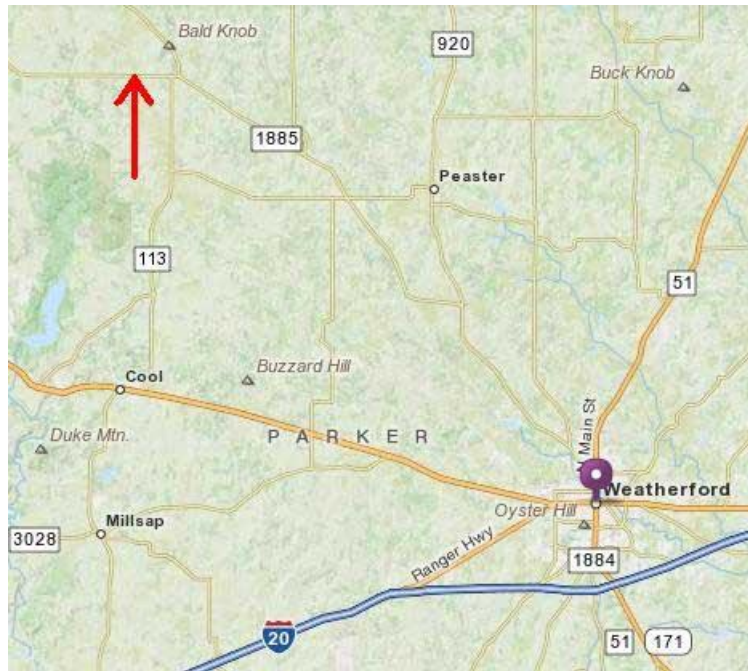 Bald Knob
920
Buck Knob
1885
Peaster
113
51
Buzzard Hill
Cool
PARKER
Duke Mtn.
N Main St
Weatherford
Oyster Hill
Millsap
3028
Ranger Hwy
1884
20
51
171